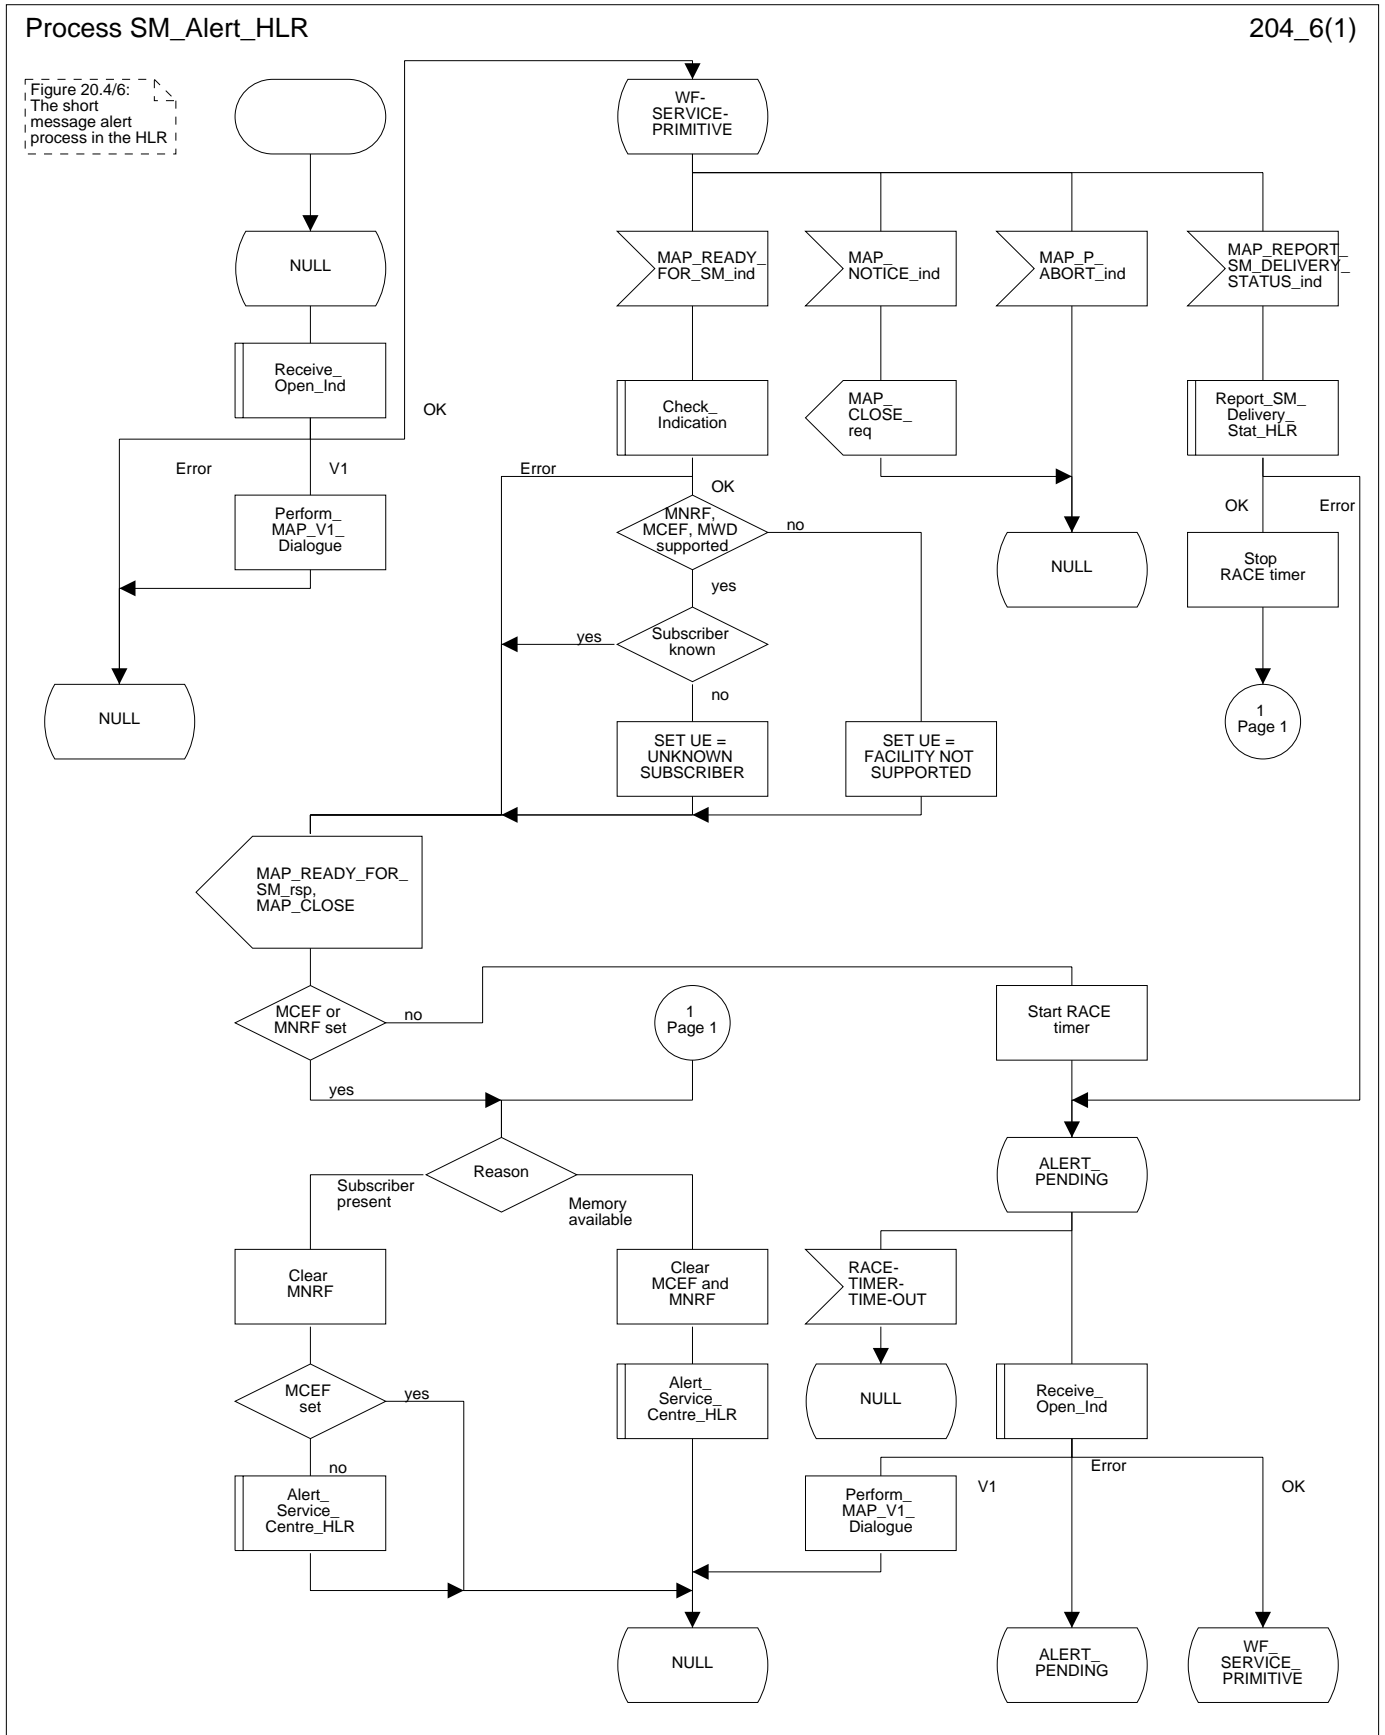 Process SM_Alert_HLR
204_6(1)
Figure 20.4/6:
The short
message alert
process in the HLR
WF-
SERVICE-
PRIMITIVE
NULL
MAP_READY_
FOR_SM_ind
MAP_
NOTICE_ind
MAP_P_
ABORT_ind
MAP_REPORT_
SM_DELIVERY_
STATUS_ind
Receive_
Open_Ind
OK
Check_
Indication
MAP_
CLOSE_
req
Report_SM_
Delivery_
Stat_HLR
Error
V1
Error
OK
OK
Error
Perform_
MAP_V1_
Dialogue
MNRF,
MCEF, MWD
supported
no
NULL
Stop
RACE timer
yes
yes
Subscriber
known
no
NULL
1
Page 1
SET UE =
UNKNOWN
SUBSCRIBER
SET UE =
FACILITY NOT
SUPPORTED
MAP_READY_FOR_
SM_rsp,
MAP_CLOSE
MCEF or
MNRF set
no
1
Page 1
Start RACE
timer
yes
Reason
Subscriber
present
Memory
available
ALERT_
PENDING
Clear
MNRF
Clear
MCEF and
MNRF
RACE-
TIMER-
TIME-OUT
MCEF
set
yes
Alert_
Service_
Centre_HLR
NULL
Receive_
Open_Ind
no
Alert_
Service_
Centre_HLR
Perform_
MAP_V1_
Dialogue
V1
Error
OK
NULL
ALERT_
PENDING
WF_
SERVICE_
PRIMITIVE